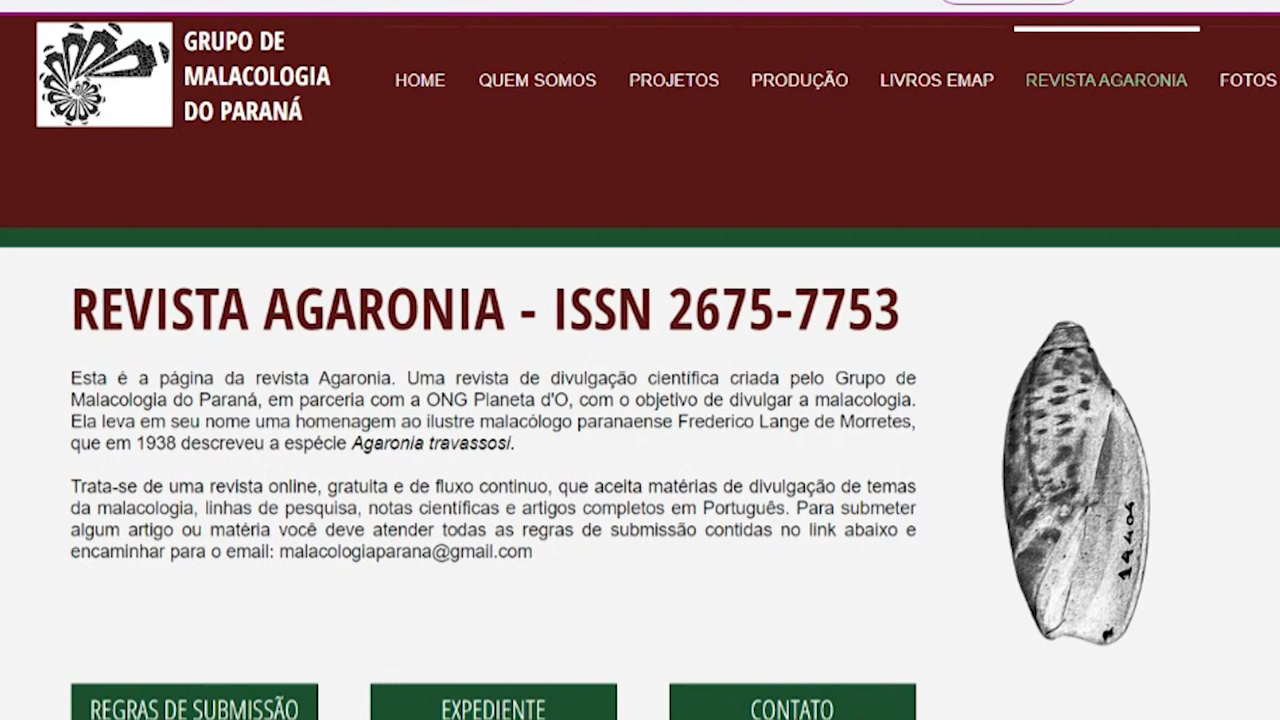 GRUPO DE
MALACOLOGIA
DO PARANÁ
HOME QUEM SOMOS PROJETOS PRODUÇÃO LIVROS EMAP REVISTA AGARONIA FOTOS
REVISTA AGARONIA - ISSN 2675-7753
Esta é a página da revista Agaronia. Uma revista de divulgação científica criada pelo Grupo de
Malacologia do Paraná, em parceria com a ONG Planeta d'O, com o objetivo de divulgar a malacologia.
Ela leva em seu nome uma homenagem ao ilustre malacólogo paranaense Frederico Lange de Morretes,
que em 1938 descreveu a espécie Agaronia travassosi.
Trata-se de uma revista online, gratuita e de fluxo continuo, que aceita matérias de divulgação de temas
da malacologia, linhas de pesquisa, notas científicas e artigos completos em Português. Para submeter
algum artigo ou matéria você deve atender todas as regras de submissão contidas no link abaixo e
encaminhar para o email: malacologiaparana@gmail.com
19404
REGRAS DE SUBMISSÃO EXPEDIENTE CONTATO